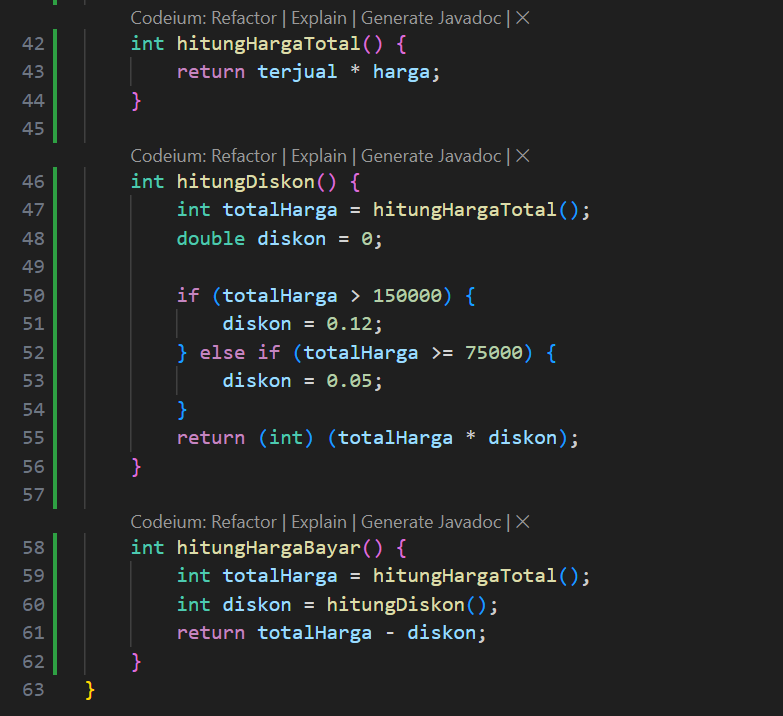 Codeium: Refactor | Explain | Generate Javadoc | ×
42 int hitungHargaTotal() {
43 return terjual * harga;
44 }
45
Codeium: Refactor | Explain | Generate Javadoc | ×
46 int hitungDiskon() {
47 int totalHarga = hitungHargaTotal();
48 double diskon = 0;
49
50 if (totalHarga > 150000) {
51 diskon = 0.12;
52 } else if (totalHarga >= 75000) {
53 diskon = 0.05;
54 }
55 return (int) (totalHarga * diskon);
56 }
57
Codeium: Refactor | Explain | Generate Javadoc | ×
58 int hitungHargaBayar() {
59 int totalHarga = hitungHargaTotal();
60 int diskon = hitungDiskon();
61 return totalHarga - diskon;
62 }
63 }